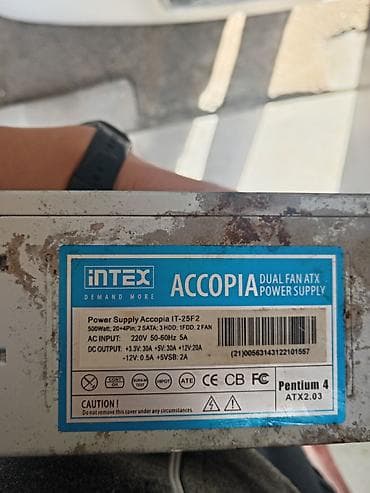 INTEX
DEMAND MORE
ACCOPIA
DUAL FAN ATX
POWER SUPPLY
Power Supply Accopia IT-25F2
500Watt; 20+4Pin; 2 SATA; 3 HDD; 1FDD, 2 FAN
AC INPUT: 220V 50-60Hz 5A
DC OUTPUT: +3.3V:30A +5V: 30A +12V:20A
-12V: 0.5A +5VSB: 2A
(21)00563143122101557
ATE
CE CB FC
CAUTION !
Do not remove this cover under any circumstances.
Pentium 4
ATX2.03